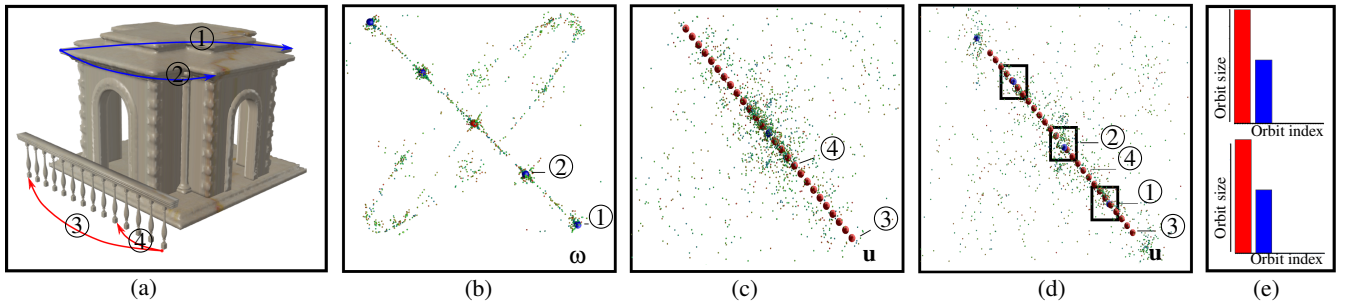 ①
②
③
④
(a)
②
①
ω
(b)
④
③
u
(c)
②
④
①
③
u
(d)
Orbit size
Orbit index
Orbit size
Orbit index
(e)